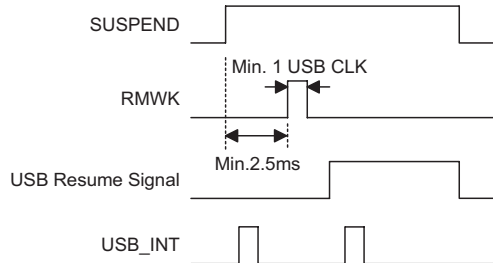 SUSPEND
Min. 1 USB CLK
RMWK
Min.2.5ms
USB Resume Signal
USB_INT